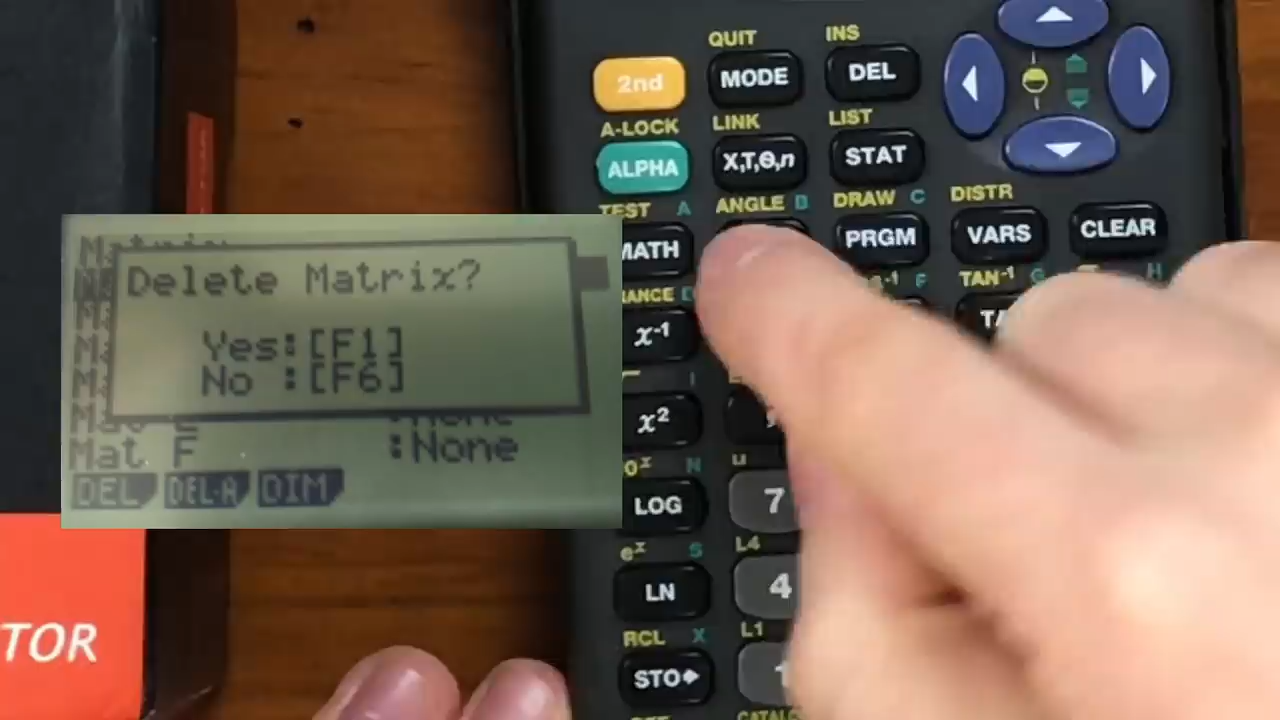 QUIT INS
2nd MODE DEL
A-LOCK LINK LIST
ALPHA X,T,Θ,n STAT
TEST A ANGLE B DRAW C DISTR
MATH PRGM VARS CLEAR
D F TAN⁻¹ G H
x⁻¹
I
x²
N
LOG 7
eˣ S L4
LN 4
RCL X L1
STO▸ 1
Delete Matrix?
Yes:[F1]
No :[F6]
Mat F :None
DEL DEL·A DIM
TOR